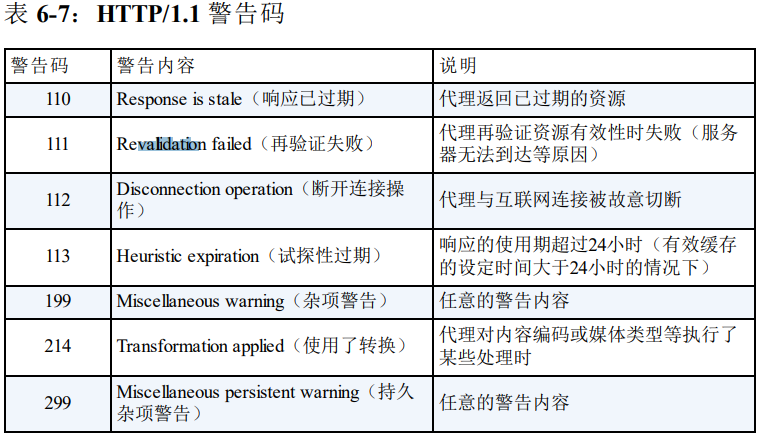 表 6-7：HTTP/1.1 警告码
警告码 警告内容 说明
110 Response is stale（响应已过期） 代理返回已过期的资源
111 Revalidation failed（再验证失败） 代理再验证资源有效性时失败（服务
器无法到达等原因）
112 Disconnection operation（断开连接操
作） 代理与互联网连接被故意切断
113 Heuristic expiration（试探性过期） 响应的使用期超过24小时（有效缓存
的设定时间大于24小时的情况下）
199 Miscellaneous warning（杂项警告） 任意的警告内容
214 Transformation applied（使用了转换） 代理对内容编码或媒体类型等执行了
某些处理时
299 Miscellaneous persistent warning（持久
杂项警告） 任意的警告内容